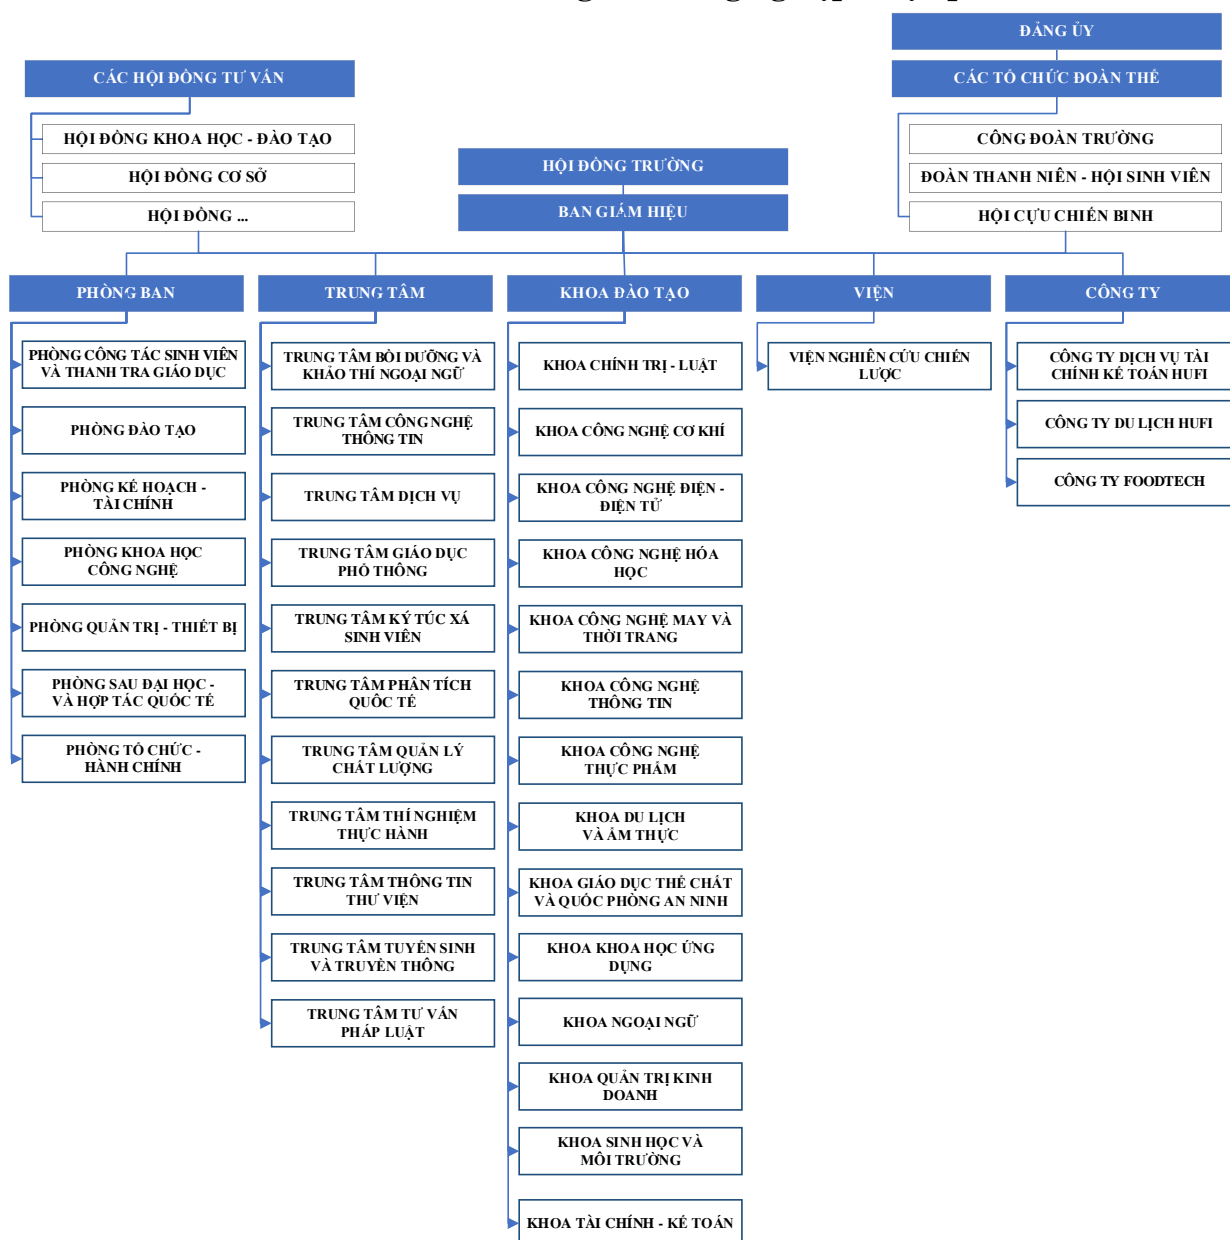 ĐẢNG ỦY
CÁC HỘI ĐỒNG TƯ VẤN
CÁC TỔ CHỨC ĐOÀN THỂ
HỘI ĐỒNG KHOA HỌC - ĐÀO TẠO
HỘI ĐỒNG CƠ SỞ
HỘI ĐỒNG ...
HỘI ĐỒNG TRƯỜNG
BAN GIÁM HIỆU
CÔNG ĐOÀN TRƯỜNG
ĐOÀN THANH NIÊN - HỘI SINH VIÊN
HỘI CỰU CHIẾN BINH
PHÒNG BAN
PHÒNG CÔNG TÁC SINH VIÊN
VÀ THANH TRA GIÁO DỤC
PHÒNG ĐÀO TẠO
PHÒNG KẾ HOẠCH -
TÀI CHÍNH
PHÒNG KHOA HỌC
CÔNG NGHỆ
PHÒNG QUẢN TRỊ - THIẾT BỊ
PHÒNG SAU ĐẠI HỌC -
VÀ HỢP TÁC QUỐC TẾ
PHÒNG TỔ CHỨC -
HÀNH CHÍNH
TRUNG TÂM
TRUNG TÂM BỒI DƯỠNG VÀ
KHẢO THÍ NGOẠI NGỮ
TRUNG TÂM CÔNG NGHỆ
THÔNG TIN
TRUNG TÂM DỊCH VỤ
TRUNG TÂM GIÁO DỤC
PHỔ THÔNG
TRUNG TÂM KÝ TÚC XÁ
SINH VIÊN
TRUNG TÂM PHÂN TÍCH
QUỐC TẾ
TRUNG TÂM QUẢN LÝ
CHẤT LƯỢNG
TRUNG TÂM THÍ NGHIỆM
THỰC HÀNH
TRUNG TÂM THÔNG TIN
THƯ VIỆN
TRUNG TÂM TUYỂN SINH
VÀ TRUYỀN THÔNG
TRUNG TÂM TƯ VẤN
PHÁP LUẬT
KHOA ĐÀO TẠO
KHOA CHÍNH TRỊ - LUẬT
KHOA CÔNG NGHỆ CƠ KHÍ
KHOA CÔNG NGHỆ ĐIỆN -
ĐIỆN TỬ
KHOA CÔNG NGHỆ HÓA
HỌC
KHOA CÔNG NGHỆ MAY VÀ
THỜI TRANG
KHOA CÔNG NGHỆ
THÔNG TIN
KHOA CÔNG NGHỆ
THỰC PHẨM
KHOA DU LỊCH
VÀ ẨM THỰC
KHOA GIÁO DỤC THỂ CHẤT
VÀ QUỐC PHÒNG AN NINH
KHOA KHOA HỌC ỨNG
DỤNG
KHOA NGOẠI NGỮ
KHOA QUẢN TRỊ KINH
DOANH
KHOA SINH HỌC VÀ
MÔI TRƯỜNG
KHOA TÀI CHÍNH - KẾ TOÁN
VIỆN
VIỆN NGHIÊN CỨU CHIẾN
LƯỢC
CÔNG TY
CÔNG TY DỊCH VỤ TÀI
CHÍNH KẾ TOÁN HUFI
CÔNG TY DU LỊCH HUFI
CÔNG TY FOODTECH